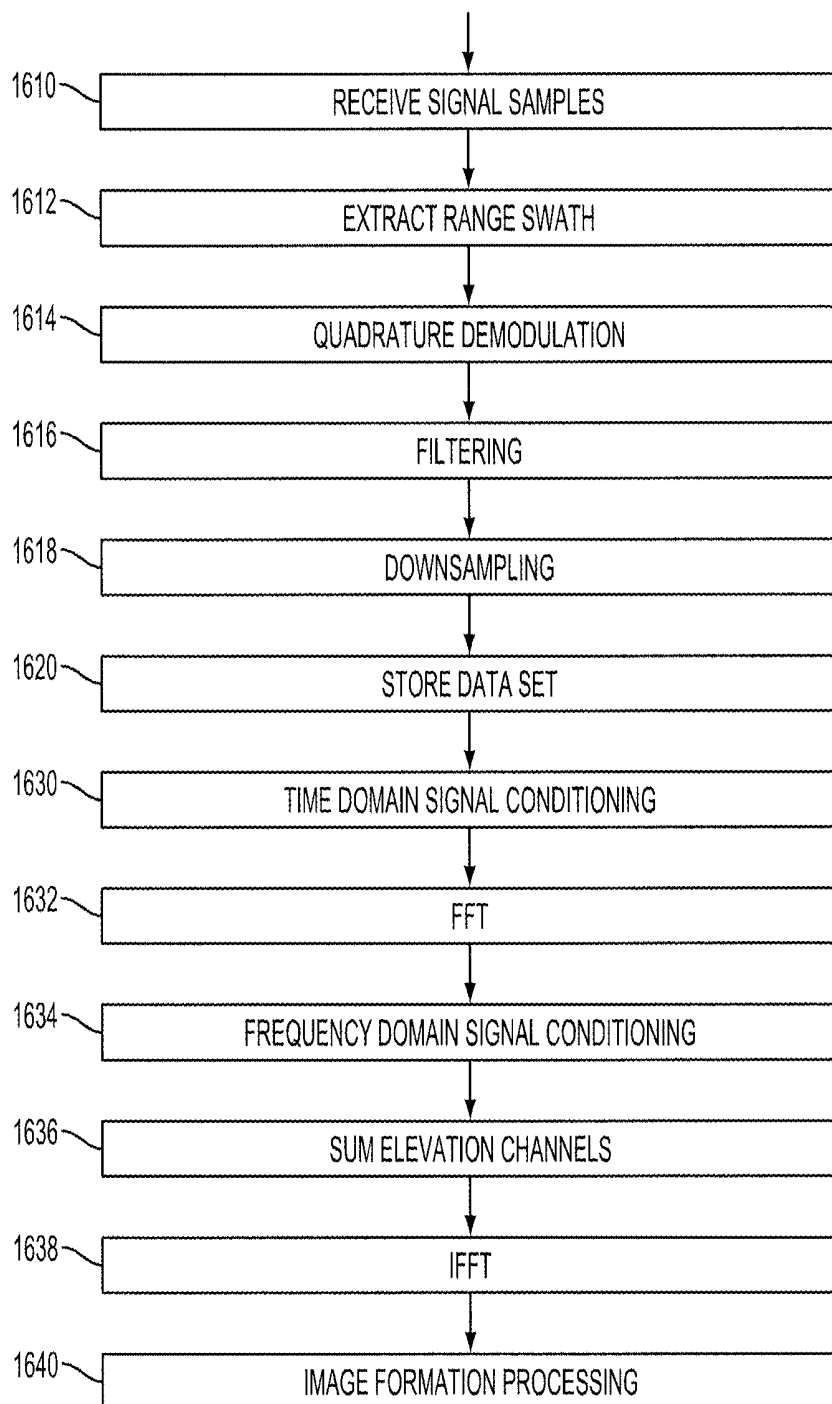 1610 RECEIVE SIGNAL SAMPLES
1612 EXTRACT RANGE SWATH
1614 QUADRATURE DEMODULATION
1616 FILTERING
1618 DOWNSAMPLING
1620 STORE DATA SET
1630 TIME DOMAIN SIGNAL CONDITIONING
1632 FFT
1634 FREQUENCY DOMAIN SIGNAL CONDITIONING
1636 SUM ELEVATION CHANNELS
1638 IFFT
1640 IMAGE FORMATION PROCESSING